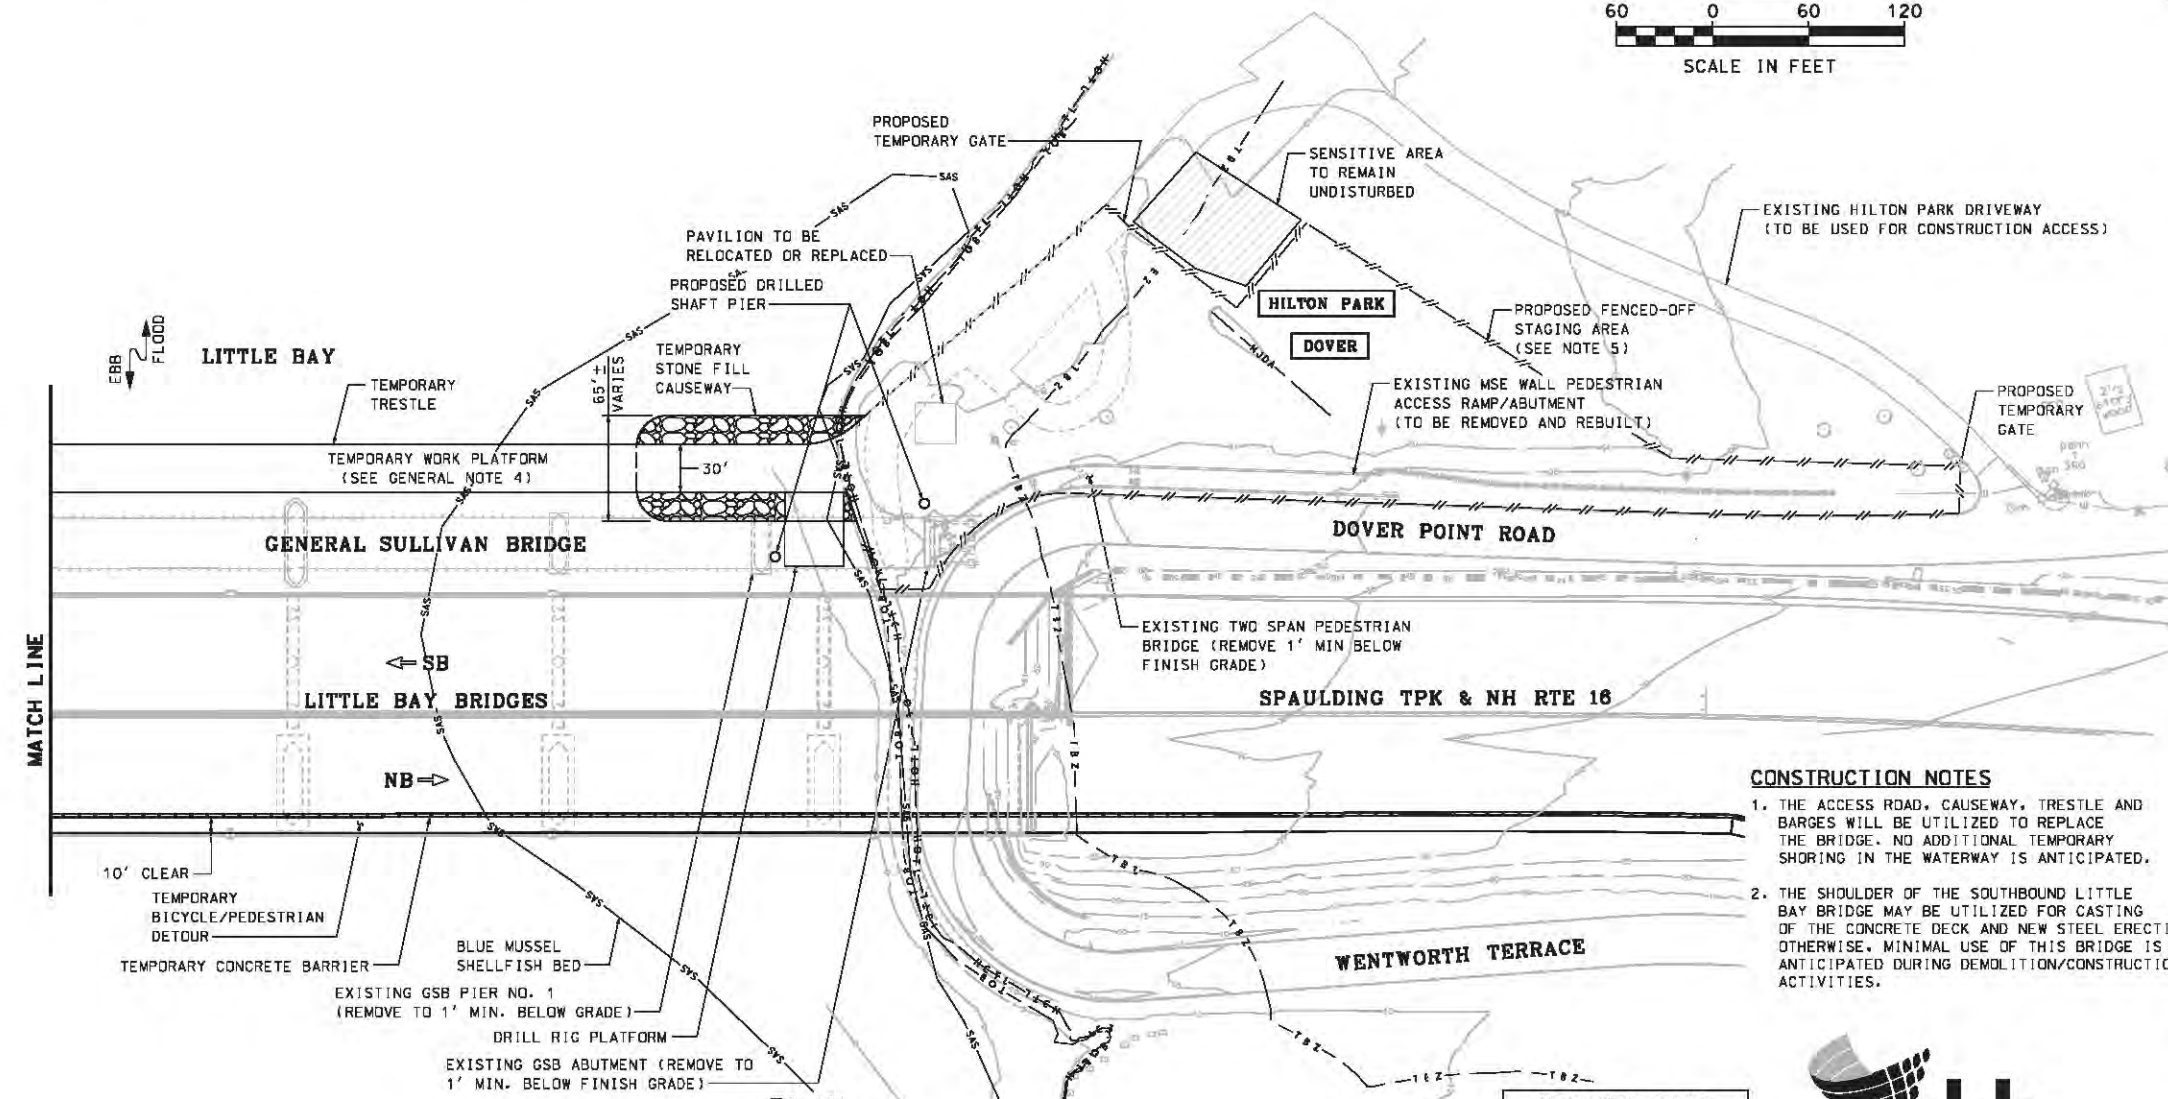 60 0 60 120
SCALE IN FEET
PROPOSED
TEMPORARY GATE
SENSITIVE AREA
TO REMAIN
UNDISTURBED
EXISTING HILTON PARK DRIVEWAY
(TO BE USED FOR CONSTRUCTION ACCESS)
PAVILION TO BE
RELOCATED OR REPLACED
PROPOSED DRILLED
SHAFT PIER
HILTON PARK
DOVER
PROPOSED FENCED-OFF
STAGING AREA
(SEE NOTE 5)
EBB
FLOOD
LITTLE BAY
TEMPORARY
TRESTLE
65'±
VARIES
TEMPORARY
STONE FILL
CAUSEWAY
EXISTING MSE WALL PEDESTRIAN
ACCESS RAMP/ABUTMENT
(TO BE REMOVED AND REBUILT)
PROPOSED
TEMPORARY
GATE
TEMPORARY WORK PLATFORM
(SEE GENERAL NOTE 4)
30'
GENERAL SULLIVAN BRIDGE
DOVER POINT ROAD
EXISTING TWO SPAN PEDESTRIAN
BRIDGE (REMOVE 1' MIN BELOW
FINISH GRADE)
MATCH LINE
SB
LITTLE BAY BRIDGES
SPAULDING TPK & NH RTE 16
NB
10' CLEAR
TEMPORARY
BICYCLE/PEDESTRIAN
DETOUR
TEMPORARY CONCRETE BARRIER
BLUE MUSSEL
SHELLFISH BED
EXISTING GSB PIER NO. 1
(REMOVE TO 1' MIN. BELOW GRADE)
DRILL RIG PLATFORM
EXISTING GSB ABUTMENT (REMOVE TO
1' MIN. BELOW FINISH GRADE)
WENTWORTH TERRACE
SAS
TBZ
CONSTRUCTION NOTES
1. THE ACCESS ROAD, CAUSEWAY, TRESTLE AND
BARGES WILL BE UTILIZED TO REPLACE
THE BRIDGE. NO ADDITIONAL TEMPORARY
SHORING IN THE WATERWAY IS ANTICIPATED.
2. THE SHOULDER OF THE SOUTHBOUND LITTLE
BAY BRIDGE MAY BE UTILIZED FOR CASTING
OF THE CONCRETE DECK AND NEW STEEL ERECTI
OTHERWISE, MINIMAL USE OF THIS BRIDGE IS
ANTICIPATED DURING DEMOLITION/CONSTRUCTIO
ACTIVITIES.